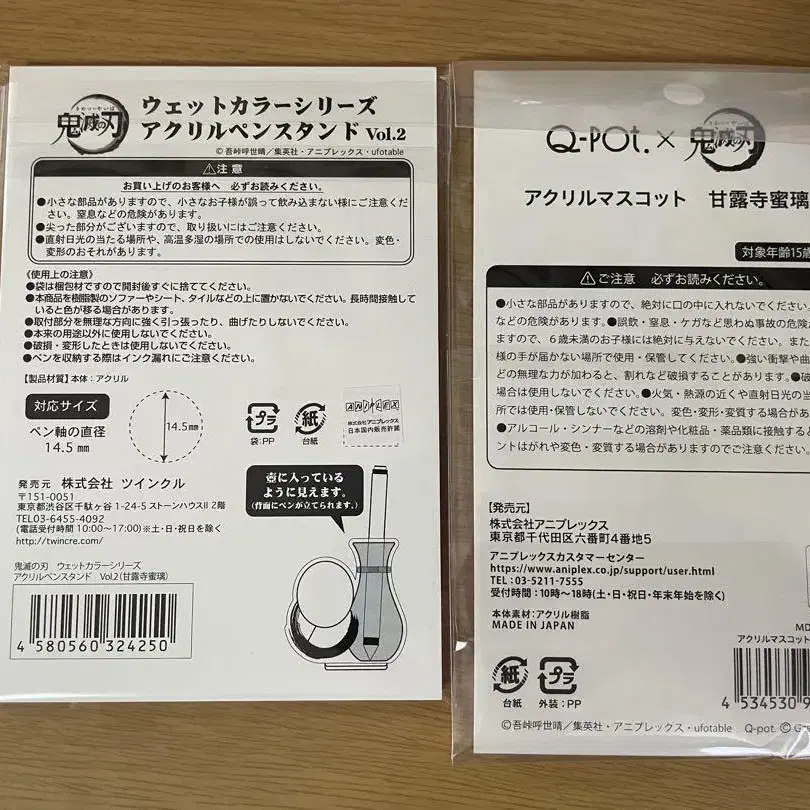 きめつのやいば
鬼滅の刃
ウェットカラーシリーズ
アクリルペンスタンド Vol.2
©吾峠呼世晴／集英社・アニプレックス・ufotable
⚠注意
お買い上げのお客様へ 必ずお読みください。
●小さな部品がありますので、小さなお子様が誤って飲み込まない様にご注意くださ
い。窒息などの危険があります。
●尖った部分がございますので、取り扱いにはご注意ください。
●直射日光の当たる場所や、高温多湿の場所での使用はしないでください。変色・
変形のおそれがあります。
《使用上の注意》
●袋は梱包材ですので開封後すぐに捨ててください。
●本商品を樹脂製のソファーやシート、タイルなどの上に置かないでください。長時間接触して
いると色が移る場合があります。
●取付部分を無理な方向に強く引っ張ったり、曲げたりしないでください。
●本来の用途以外に使用しないでください。
●破損・変形したときは使用しないでください。
●ペンを収納する際はインク漏れにご注意ください。
【製品材質】本体：アクリル
対応サイズ
ペン軸の直径
14.5㎜
14.5㎜
プラ
袋：PP
紙
台紙
ANIPLEX
株式会社アニプレックス
日本国内販売許諾
発売元 株式会社 ツインクル
〒151-0051
東京都渋谷区千駄ヶ谷 1-24-5 ストーンハウスⅡ 2階
TEL03-6455-4092
(電話受付時間 10:00～17:00)※土・日・祝日を除く
http://twincre.com/
壺に入っている
ように見えます。
(背面にペンが立てられます。)
鬼滅の刃 ウェットカラーシリーズ
アクリルペンスタンド Vol.2(甘露寺蜜璃)
4 580560 324250
Q-pot. × 鬼滅の刃
アクリルマスコット 甘露寺蜜璃
対象年齢15歳
⚠ご注意 必ずお読みください。
●小さな部品がありますので、絶対に口の中に入れないでください。
などの危険があります。●誤飲・窒息・ケガなど思わぬ事故の危険
ますので、6歳未満のお子様には絶対に与えないでください。また
様の手が届かない場所で使用・保管してください。●強い衝撃や曲
どの無理な力が加わると、割れなど破損することがあります。●破
場合は使用しないでください。●火気・熱源の近くや直射日光の当
所では使用・保管しないでください。変色・変形・変質する場合があ
●アルコール・シンナーなどの溶剤や化粧品・薬品類に接触すると
ントはがれや変色・変質する場合がありますのでご注意ください。
【発売元】
株式会社アニプレックス
東京都千代田区六番町4番地5
アニプレックスカスタマーセンター
https://www.aniplex.co.jp/support/user.html
TEL：03-5211-7555
受付時間：10時～18時(土・日・祝日・年末年始を除く)
本体素材：アクリル樹脂
MADE IN JAPAN
MD
アクリルマスコット
紙
台紙
プラ
外装：PP
4 534530 9
©吾峠呼世晴／集英社・アニプレックス・ufotable Q-pot. ©